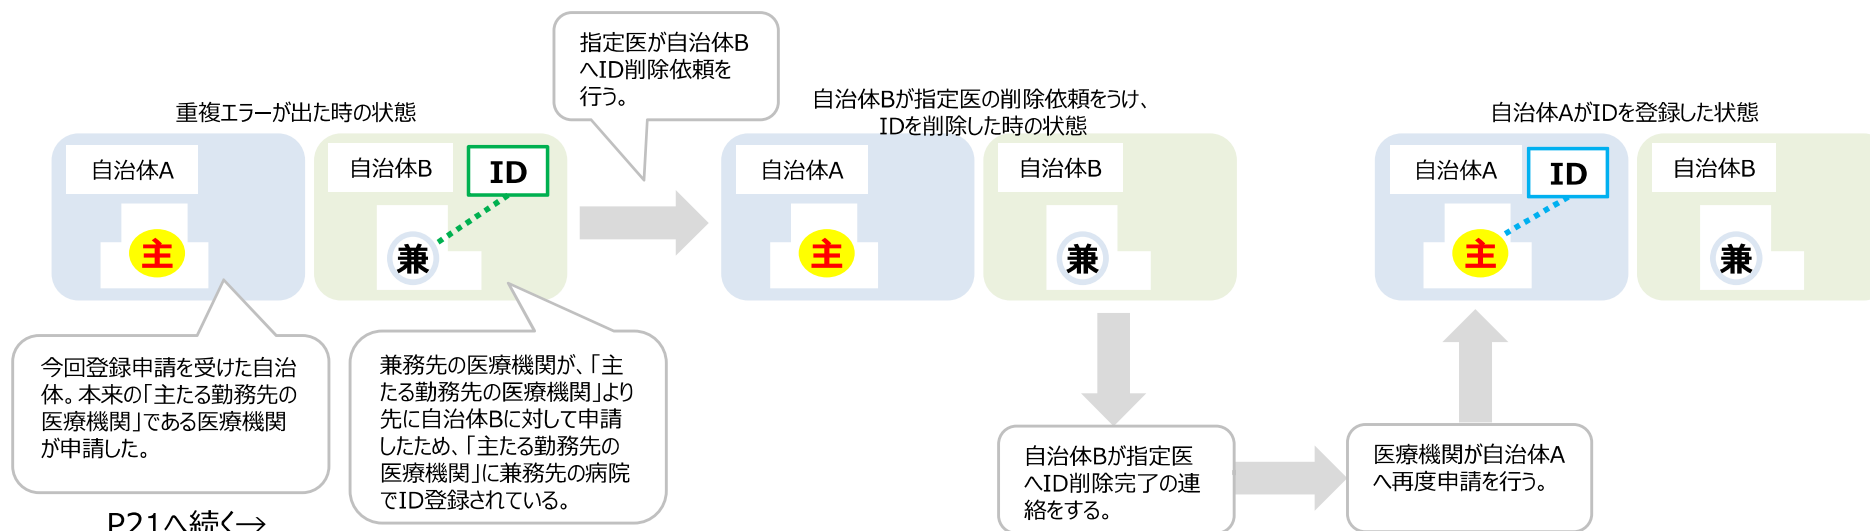 重複エラーが出た時の状態
自治体A
主
自治体B
ID
兼
今回登録申請を受けた自治
体。本来の「主たる勤務先の
医療機関」である医療機関
が申請した。
兼務先の医療機関が、「主
たる勤務先の医療機関」より
先に自治体Bに対して申請
したため、「主たる勤務先の
医療機関」に兼務先の病院
でID登録されている。
指定医が自治体B
へID削除依頼を
行う。
自治体Bが指定医の削除依頼をうけ、
IDを削除した時の状態
自治体A
主
自治体B
兼
自治体Bが指定医
へID削除完了の連
絡をする。
医療機関が自治体A
へ再度申請を行う。
自治体AがIDを登録した状態
自治体A
ID
主
自治体B
兼
P21へ続く→